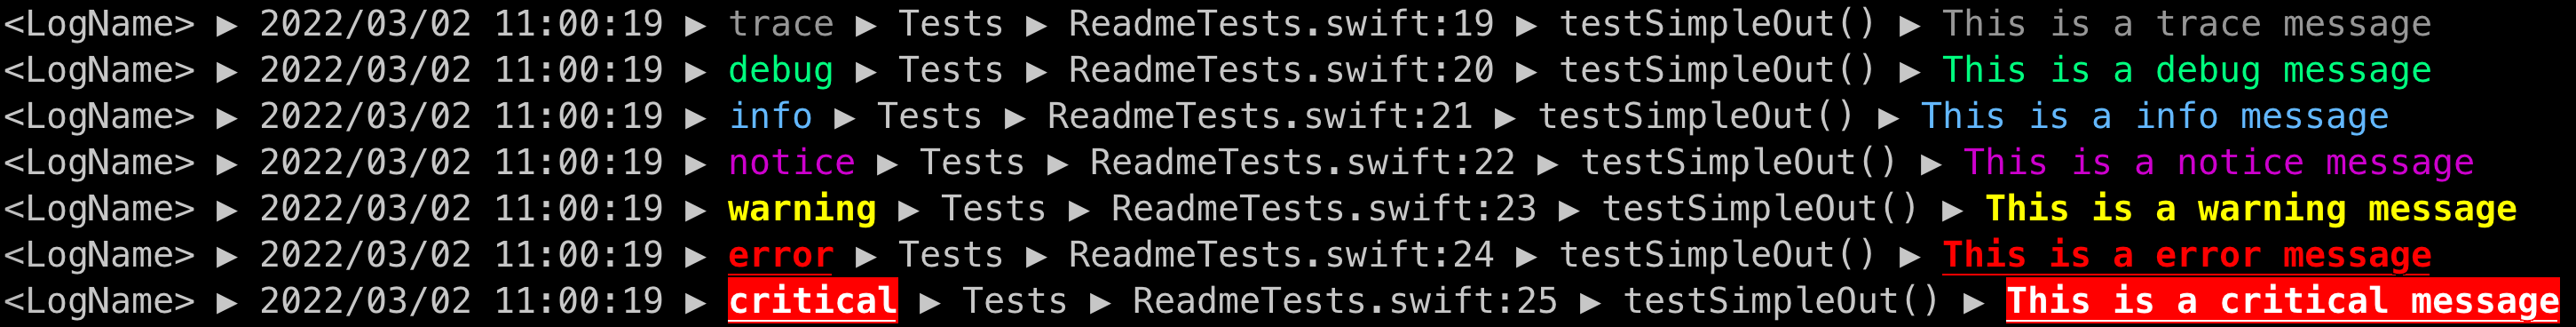 <LogName> ▶ 2022/03/02 11:00:19 ▶ trace ▶ Tests ▶ ReadmeTests.swift:19 ▶ testSimpleOut() ▶ This is a trace message
<LogName> ▶ 2022/03/02 11:00:19 ▶ debug ▶ Tests ▶ ReadmeTests.swift:20 ▶ testSimpleOut() ▶ This is a debug message
<LogName> ▶ 2022/03/02 11:00:19 ▶ info ▶ Tests ▶ ReadmeTests.swift:21 ▶ testSimpleOut() ▶ This is a info message
<LogName> ▶ 2022/03/02 11:00:19 ▶ notice ▶ Tests ▶ ReadmeTests.swift:22 ▶ testSimpleOut() ▶ This is a notice message
<LogName> ▶ 2022/03/02 11:00:19 ▶ warning ▶ Tests ▶ ReadmeTests.swift:23 ▶ testSimpleOut() ▶ This is a warning message
<LogName> ▶ 2022/03/02 11:00:19 ▶ error ▶ Tests ▶ ReadmeTests.swift:24 ▶ testSimpleOut() ▶ This is a error message
<LogName> ▶ 2022/03/02 11:00:19 ▶ critical ▶ Tests ▶ ReadmeTests.swift:25 ▶ testSimpleOut() ▶ This is a critical message